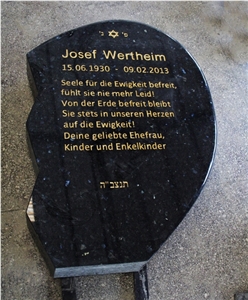 פ״ ✡ נ״
Josef Wertheim
15.06.1930 - 09.02.2013
Seele für die Ewigkeit befreit,
fühlt sie nie mehr Leid!
Von der Erde befreit bleibt
Sie stets in unseren Herzen
auf die Ewigkeit!
Deine geliebte Ehefrau,
Kinder und Enkelkinder
תנצב״ה